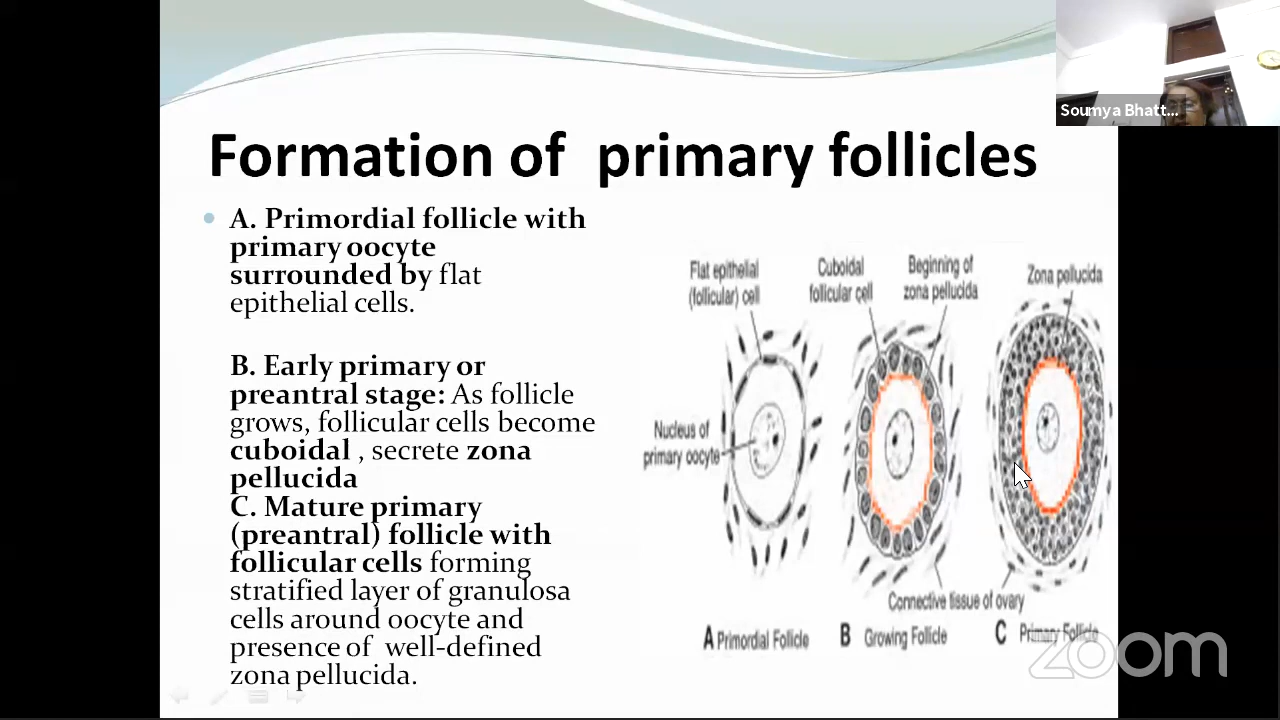 Soumya Bhatt...
Formation of primary follicles
A. Primordial follicle with
primary oocyte
surrounded by flat
epithelial cells.
B. Early primary or
preantral stage: As follicle
grows, follicular cells become
cuboidal , secrete zona
pellucida
C. Mature primary
(preantral) follicle with
follicular cells forming
stratified layer of granulosa
cells around oocyte and
presence of well-defined
zona pellucida.
Flat epithelial
(follicular) cell
Cuboidal
follicular cell
Beginning of
zona pellucida
Zona pellucida
Nucleus of
primary oocyte
Connective tissue of ovary
A Primordial Follicle
B Growing Follicle
C Primary Follicle
zoom